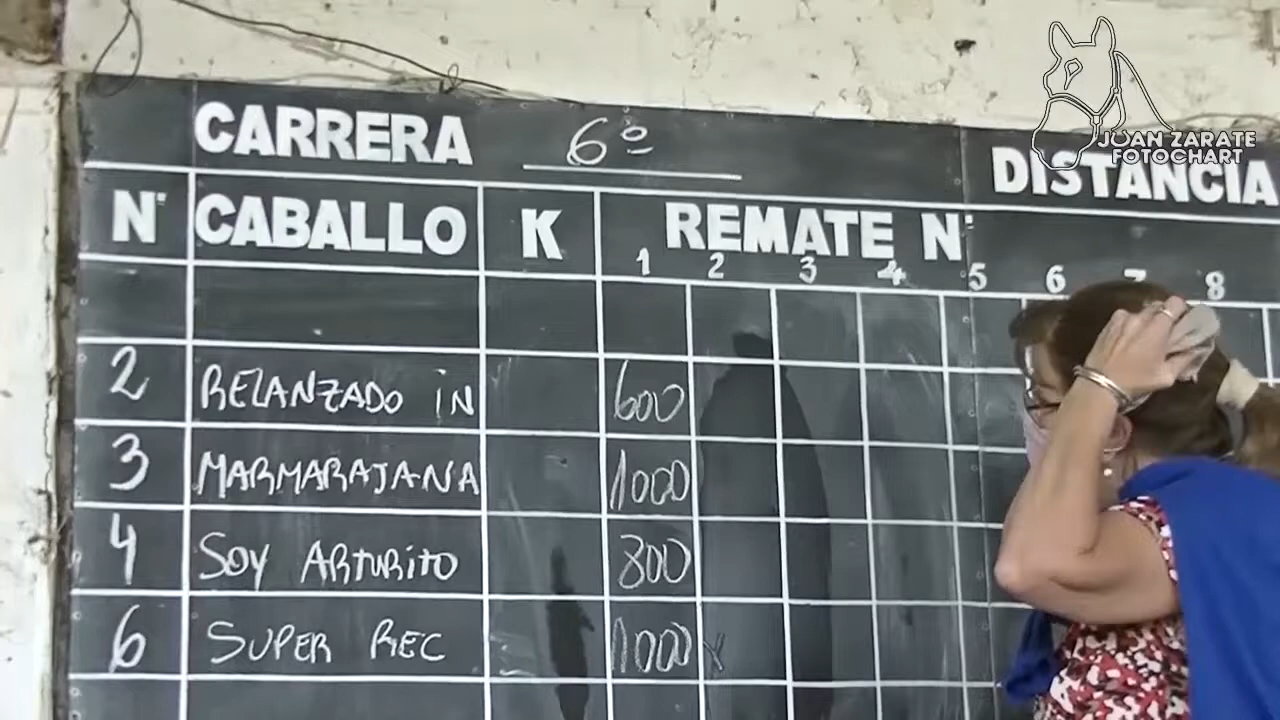 JUAN ZARATE
FOTOCHART
CARRERA 6º DISTANCIA
Nº CABALLO K REMATE Nº
1 2 3 4 5 6 7 8
2 RELANZADO iN 600
3 MARMARAJANA 1000
4 SOY ARTURiTO 800
6 SUPER REC 1000 x